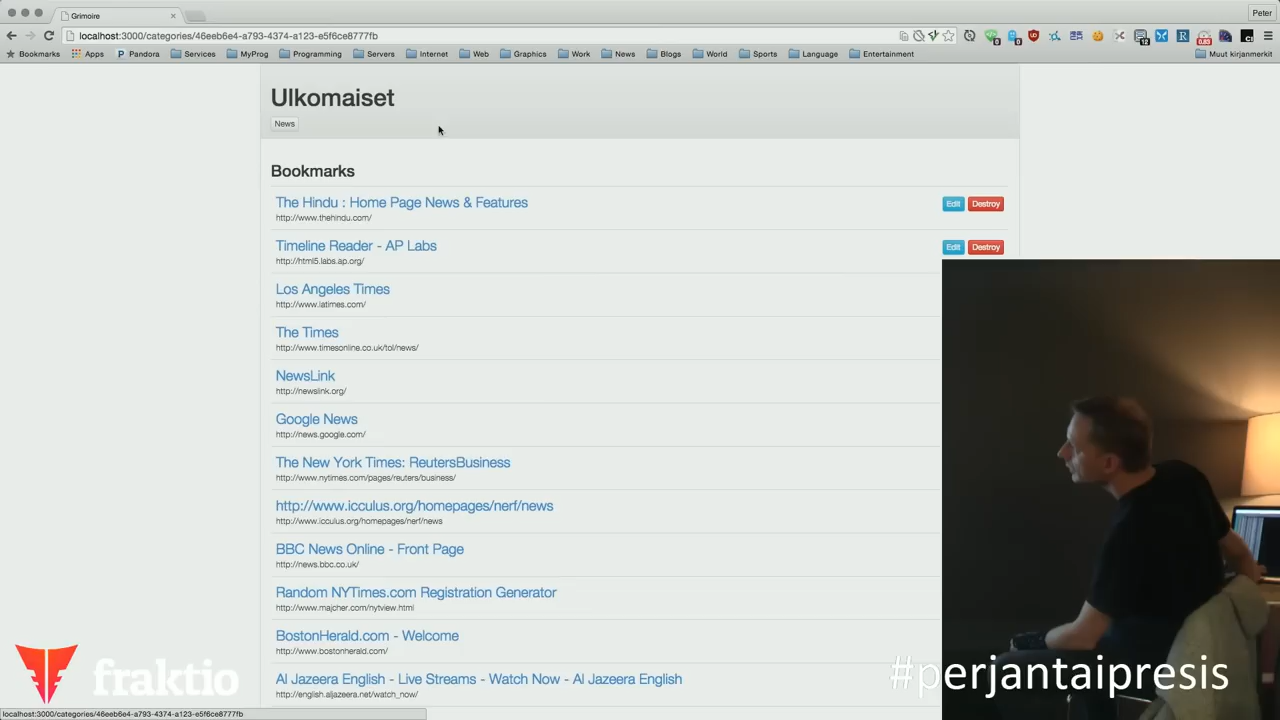 Grimoire
Peter
localhost:3000/categories/46eeb6e4-a793-4374-a123-e5f6ce8777fb
Bookmarks Apps Pandora Services MyProg Programming Servers Internet Web Graphics Work News Blogs World Sports Language Entertainment Muut kirjanmerkit
Ulkomaiset
News
Bookmarks
The Hindu : Home Page News & Features
http://www.thehindu.com/
Edit Destroy
Timeline Reader - AP Labs
http://html5.labs.ap.org/
Edit Destroy
Los Angeles Times
http://www.latimes.com/
The Times
http://www.timesonline.co.uk/tol/news/
NewsLink
http://newslink.org/
Google News
http://news.google.com/
The New York Times: ReutersBusiness
http://www.nytimes.com/pages/reuters/business/
http://www.icculus.org/homepages/nerf/news
http://www.icculus.org/homepages/nerf/news
BBC News Online - Front Page
http://news.bbc.co.uk/
Random NYTimes.com Registration Generator
http://www.majcher.com/nytview.html
BostonHerald.com - Welcome
http://www.bostonherald.com/
Al Jazeera English - Live Streams - Watch Now - Al Jazeera English
http://english.aljazeera.net/watch_now/
fraktio
#perjantaipresis
localhost:3000/categories/46eeb6e4-a793-4374-a123-e5f6ce8777fb